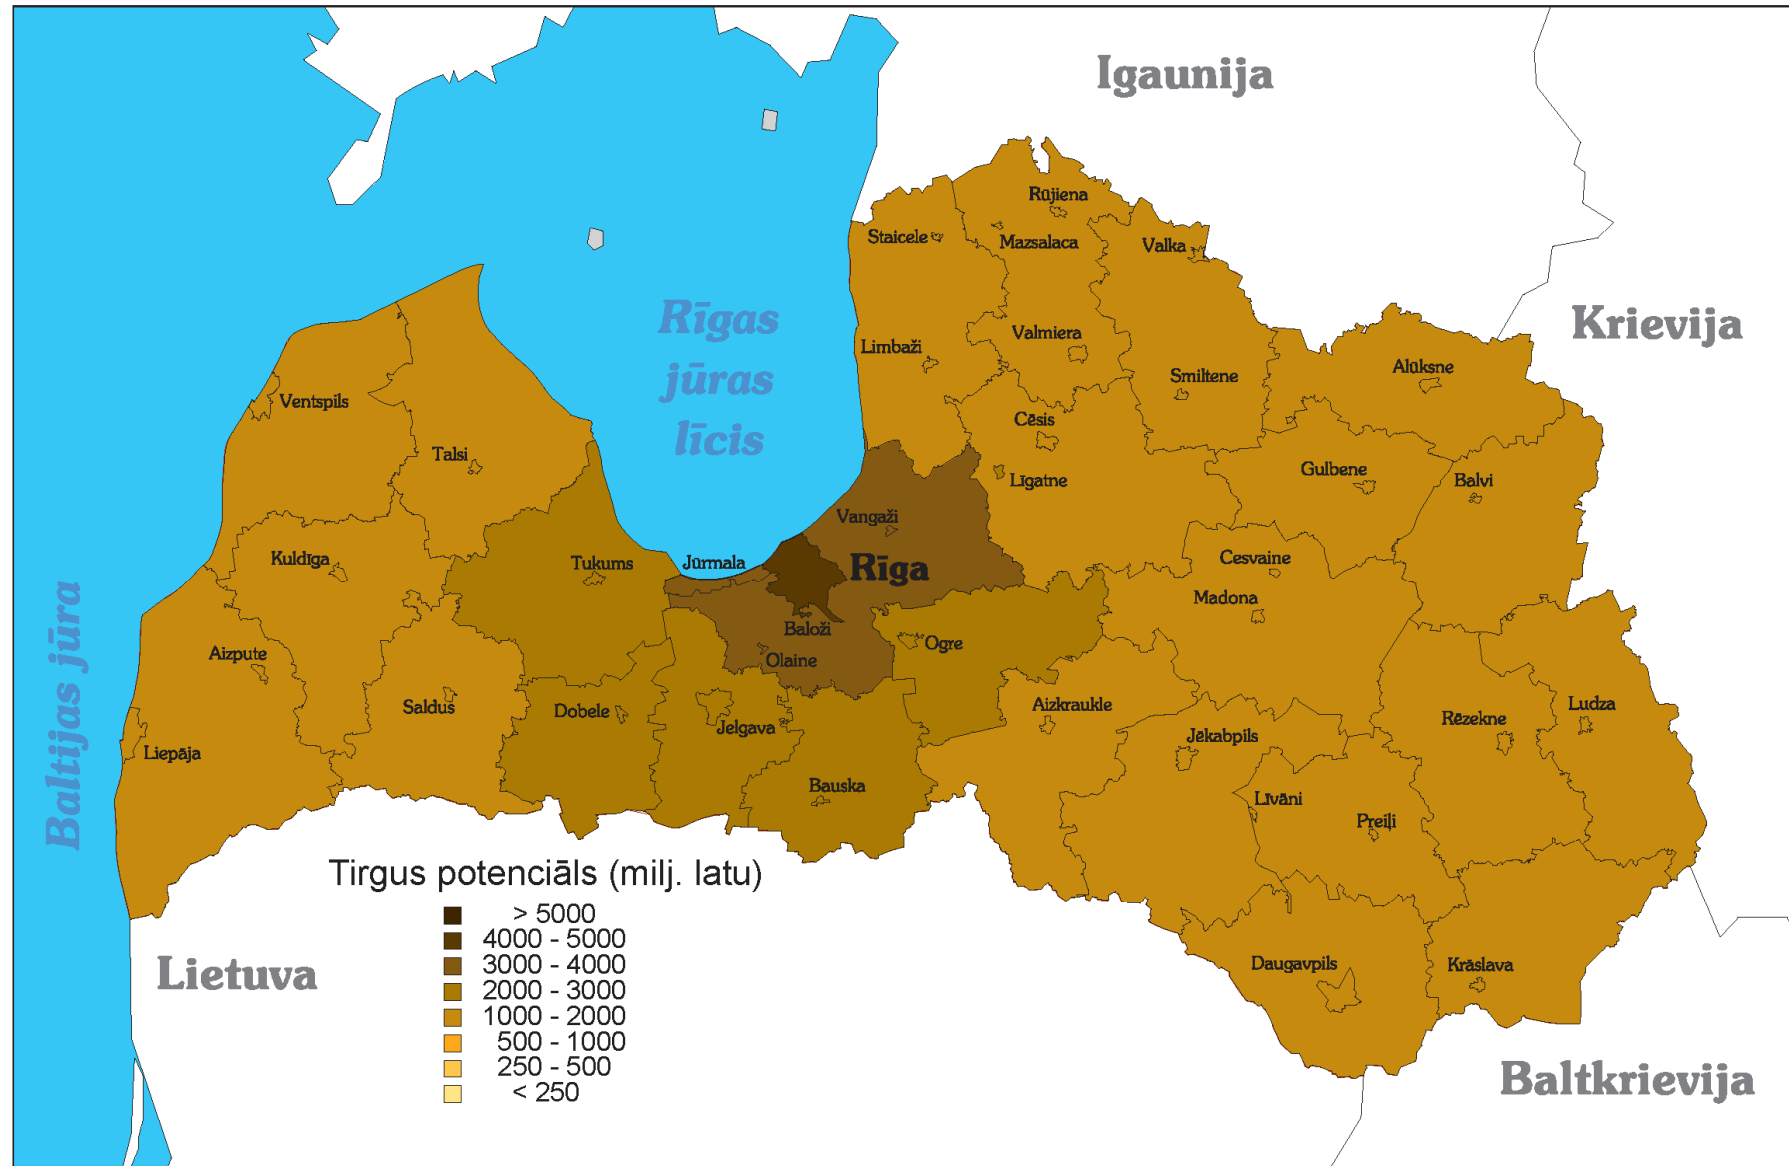 Igaunija
Krievija
Rīgas
jūras
līcis
Baltijas jūra
Lietuva
Baltkrievija
Rūjiena
Staicele
Mazsalaca
Valka
Valmiera
Limbaži
Smiltene
Alūksne
Cēsis
Ventspils
Talsi
Līgatne
Gulbene
Balvi
Vangaži
Kuldīga
Tukums
Jūrmala
Rīga
Cesvaine
Madona
Baloži
Ogre
Aizpute
Olaine
Saldus
Dobele
Jelgava
Aizkraukle
Jēkabpils
Rēzekne
Ludza
Liepāja
Bauska
Līvāni
Preiļi
Daugavpils
Krāslava
Tirgus potenciāls (milj. latu)
> 5000
4000 - 5000
3000 - 4000
2000 - 3000
1000 - 2000
500 - 1000
250 - 500
< 250